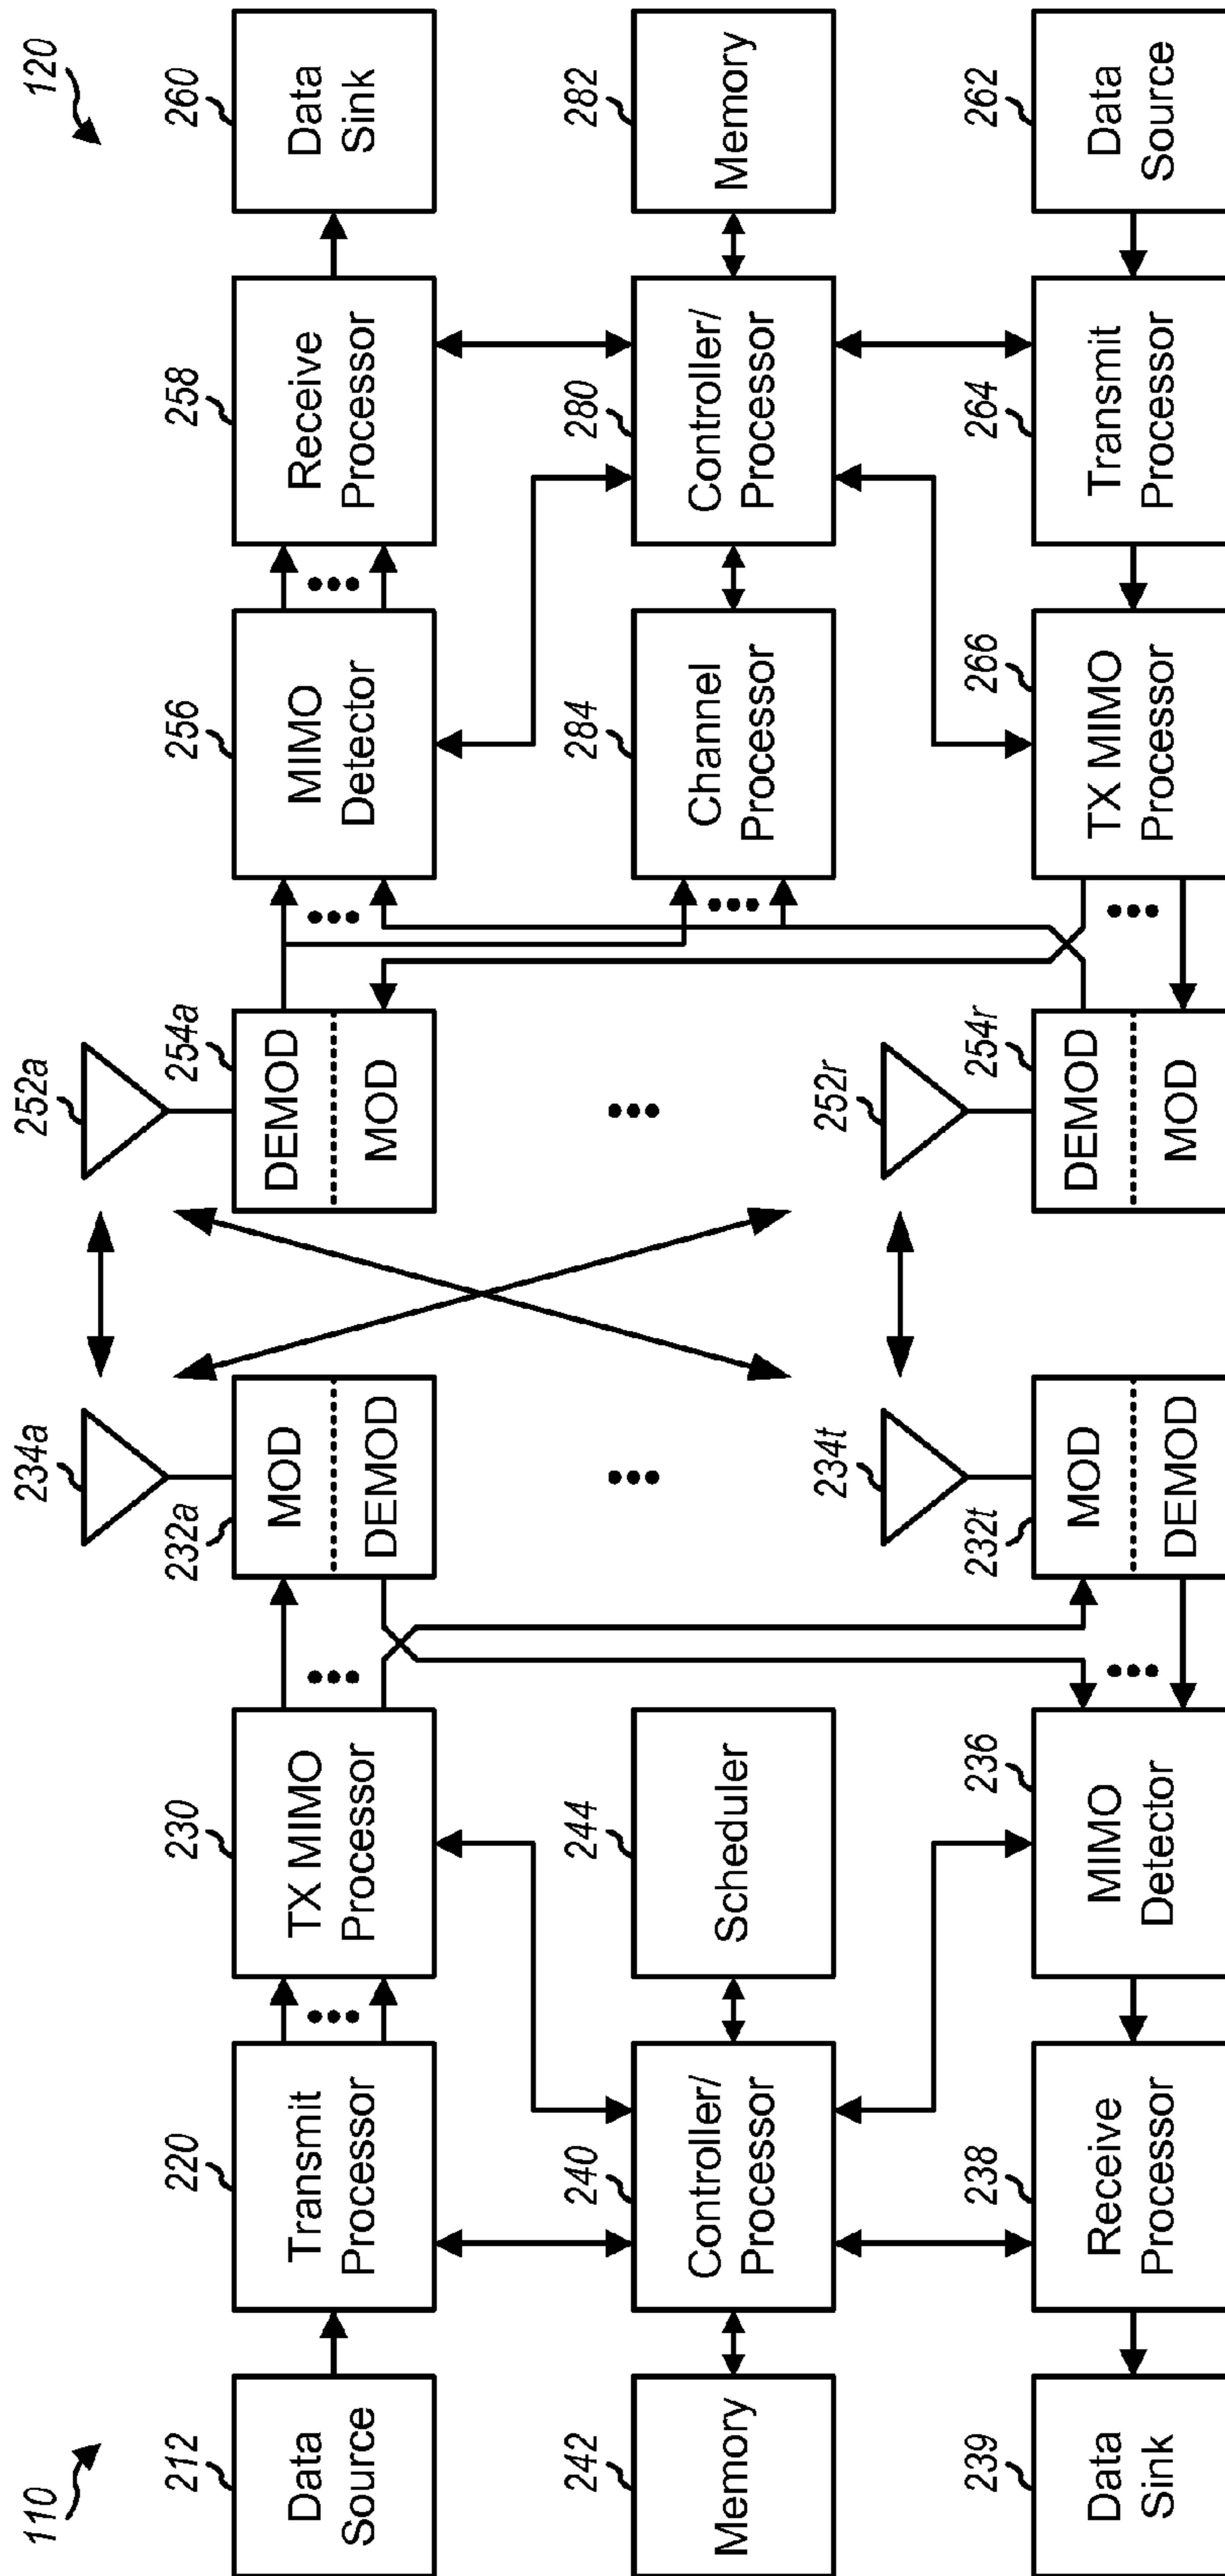 110
120
212
Data
Source
220
Transmit
Processor
230
TX MIMO
Processor
234a
232a
MOD
DEMOD
252a
254a
DEMOD
MOD
256
MIMO
Detector
258
Receive
Processor
260
Data
Sink
242
Memory
240
Controller/
Processor
244
Scheduler
284
Channel
Processor
280
Controller/
Processor
282
Memory
239
Data
Sink
238
Receive
Processor
236
MIMO
Detector
234t
232t
MOD
DEMOD
252r
254r
DEMOD
MOD
266
TX MIMO
Processor
264
Transmit
Processor
262
Data
Source